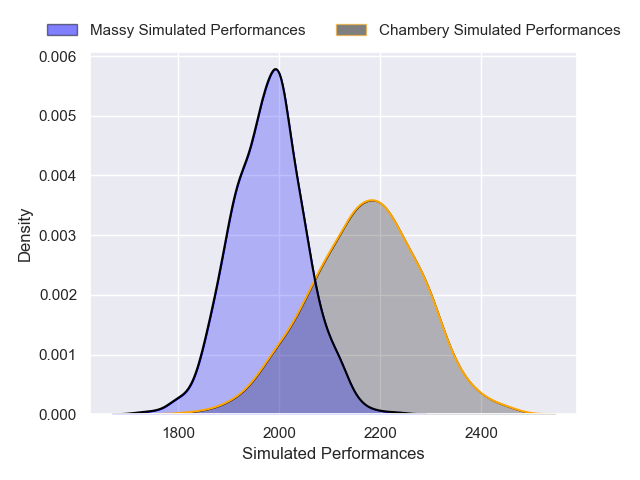 Massy Simulated Performances
Chambery Simulated Performances
0.006
0.005
0.004
0.003
0.002
0.001
0.000
Density
1800
2000
2200
2400
Simulated Performances